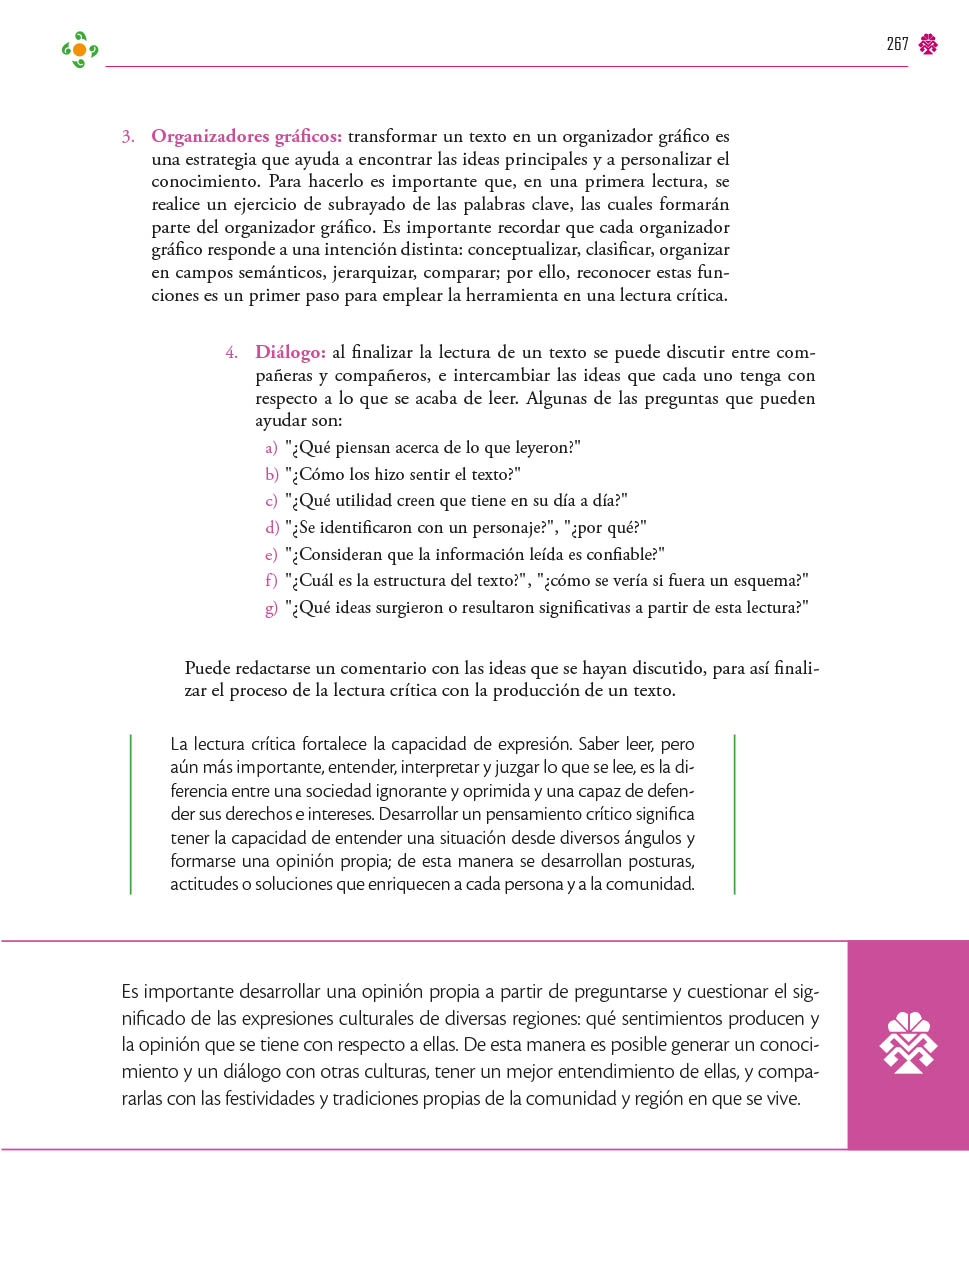 267
3. Organizadores gráficos: transformar un texto en un organizador gráfico es
una estrategia que ayuda a encontrar las ideas principales y a personalizar el
conocimiento. Para hacerlo es importante que, en una primera lectura, se
realice un ejercicio de subrayado de las palabras clave, las cuales formarán
parte del organizador gráfico. Es importante recordar que cada organizador
gráfico responde a una intención distinta: conceptualizar, clasificar, organizar
en campos semánticos, jerarquizar, comparar; por ello, reconocer estas fun-
ciones es un primer paso para emplear la herramienta en una lectura crítica.
4. Diálogo: al finalizar la lectura de un texto se puede discutir entre com-
pañeras y compañeros, e intercambiar las ideas que cada uno tenga con
respecto a lo que se acaba de leer. Algunas de las preguntas que pueden
ayudar son:
a) "¿Qué piensan acerca de lo que leyeron?"
b) "¿Cómo los hizo sentir el texto?"
c) "¿Qué utilidad creen que tiene en su día a día?"
d) "¿Se identificaron con un personaje?", "¿por qué?"
e) "¿Consideran que la información leída es confiable?"
f) "¿Cuál es la estructura del texto?", "¿cómo se vería si fuera un esquema?"
g) "¿Qué ideas surgieron o resultaron significativas a partir de esta lectura?"
Puede redactarse un comentario con las ideas que se hayan discutido, para así finali-
zar el proceso de la lectura crítica con la producción de un texto.
La lectura crítica fortalece la capacidad de expresión. Saber leer, pero
aún más importante, entender, interpretar y juzgar lo que se lee, es la di-
ferencia entre una sociedad ignorante y oprimida y una capaz de defen-
der sus derechos e intereses. Desarrollar un pensamiento crítico significa
tener la capacidad de entender una situación desde diversos ángulos y
formarse una opinión propia; de esta manera se desarrollan posturas,
actitudes o soluciones que enriquecen a cada persona y a la comunidad.
Es importante desarrollar una opinión propia a partir de preguntarse y cuestionar el sig-
nificado de las expresiones culturales de diversas regiones: qué sentimientos producen y
la opinión que se tiene con respecto a ellas. De esta manera es posible generar un conoci-
miento y un diálogo con otras culturas, tener un mejor entendimiento de ellas, y compa-
rarlas con las festividades y tradiciones propias de la comunidad y región en que se vive.